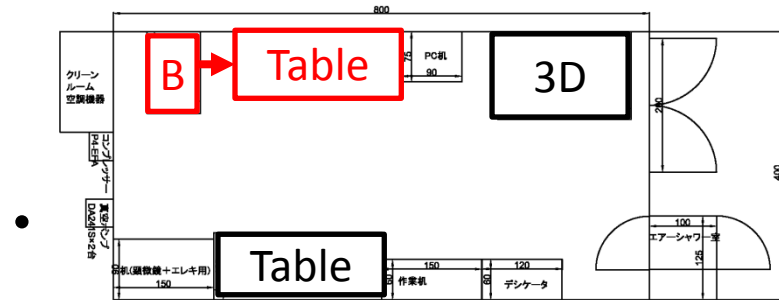 800
B
Table
75
PC机
90
3D
クリーン
ルーム
空調機器
280
400
コンプレッサー
真空ポンプ
DA241S×2台
100
エアーシャワー室
125
机(顕微鏡+エレキ用)
150
Table
60
150
作業机
60
120
デシケータ